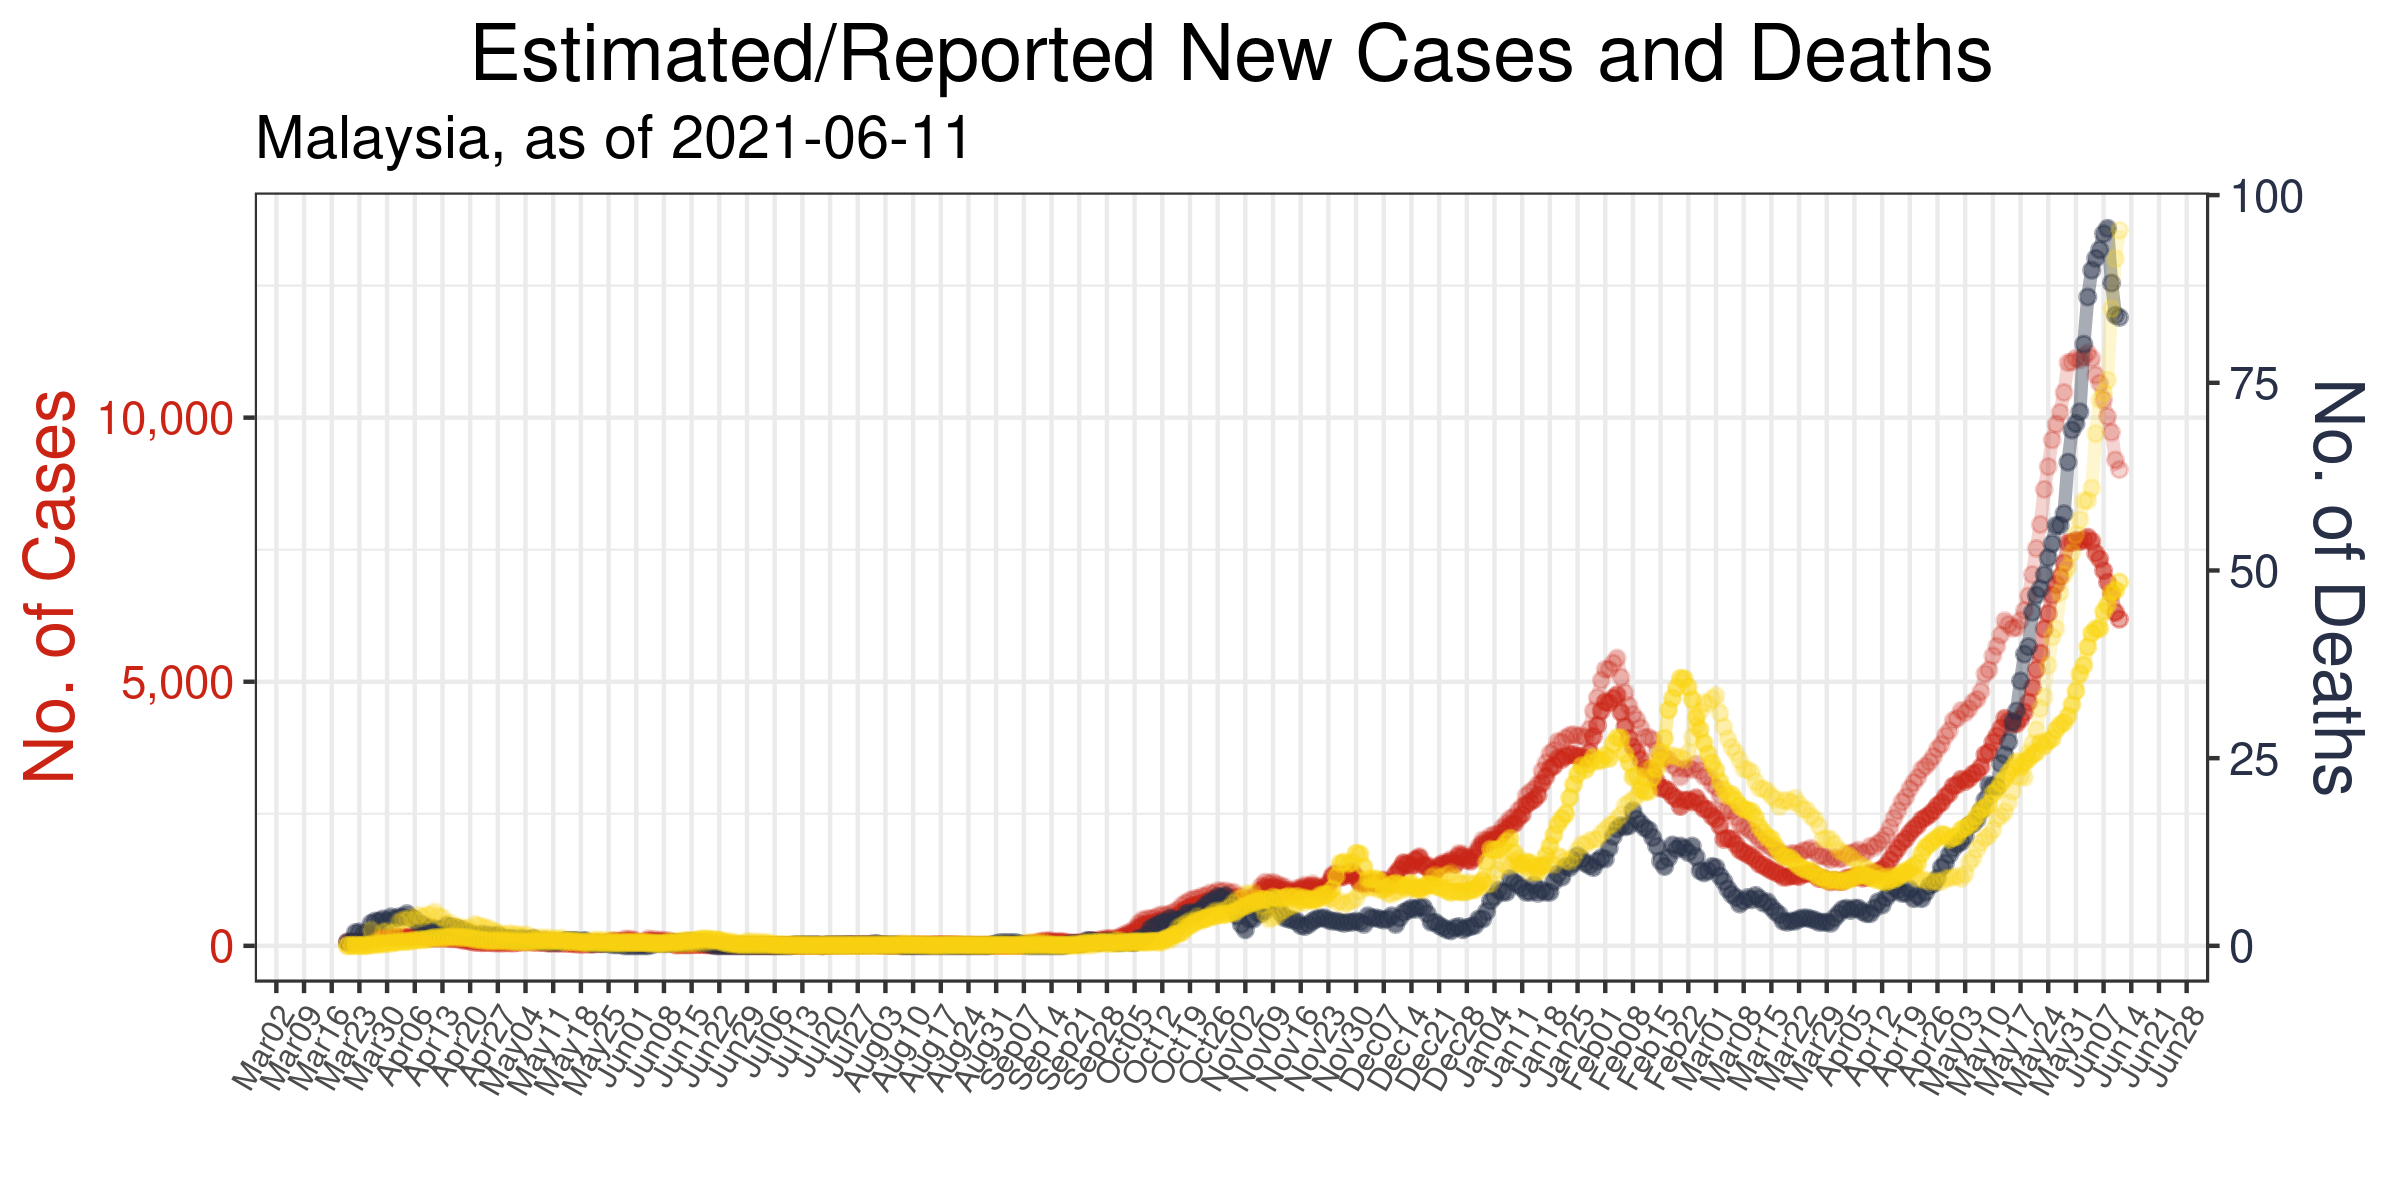 Estimated/Reported New Cases and Deaths
Malaysia, as of 2021-06-11
No. of Cases
10,000
5,000
0
100
75
50
25
0
No. of Deaths
Mar02
Mar09
Mar16
Mar23
Mar30
Apr06
Apr13
Apr20
Apr27
May04
May11
May18
May25
Jun01
Jun08
Jun15
Jun22
Jun29
Jul06
Jul13
Jul20
Jul27
Aug03
Aug10
Aug17
Aug24
Aug31
Sep07
Sep14
Sep21
Sep28
Oct05
Oct12
Oct19
Oct26
Nov02
Nov09
Nov16
Nov23
Nov30
Dec07
Dec14
Dec21
Dec28
Jan04
Jan11
Jan18
Jan25
Feb01
Feb08
Feb15
Feb22
Mar01
Mar08
Mar15
Mar22
Mar29
Apr05
Apr12
Apr19
Apr26
May03
May10
May17
May24
May31
Jun07
Jun14
Jun21
Jun28